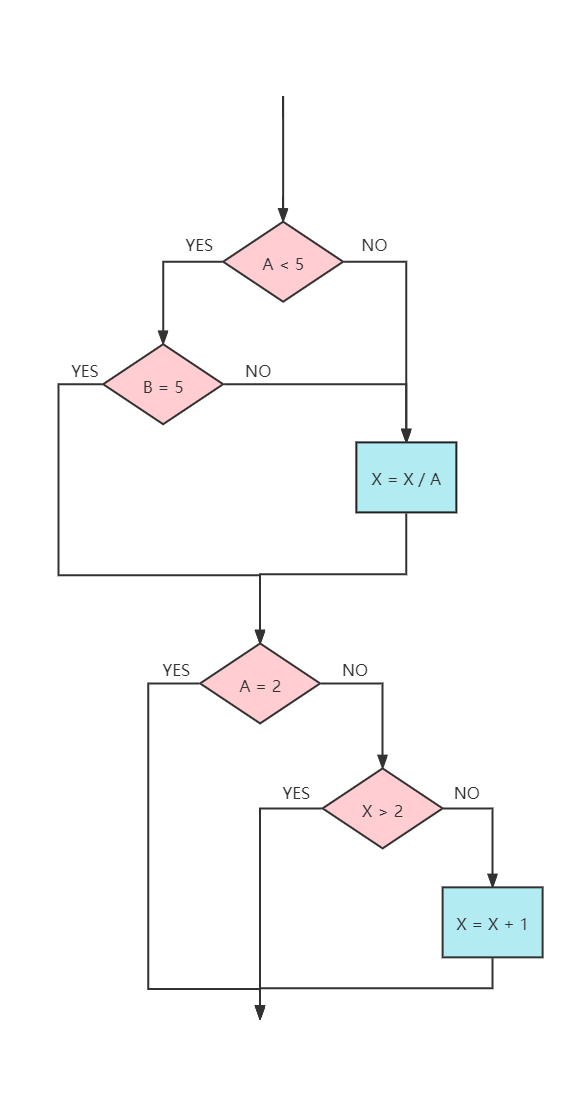 YES
NO
A < 5
YES
NO
B = 5
X = X / A
YES
NO
A = 2
YES
NO
X > 2
X = X + 1